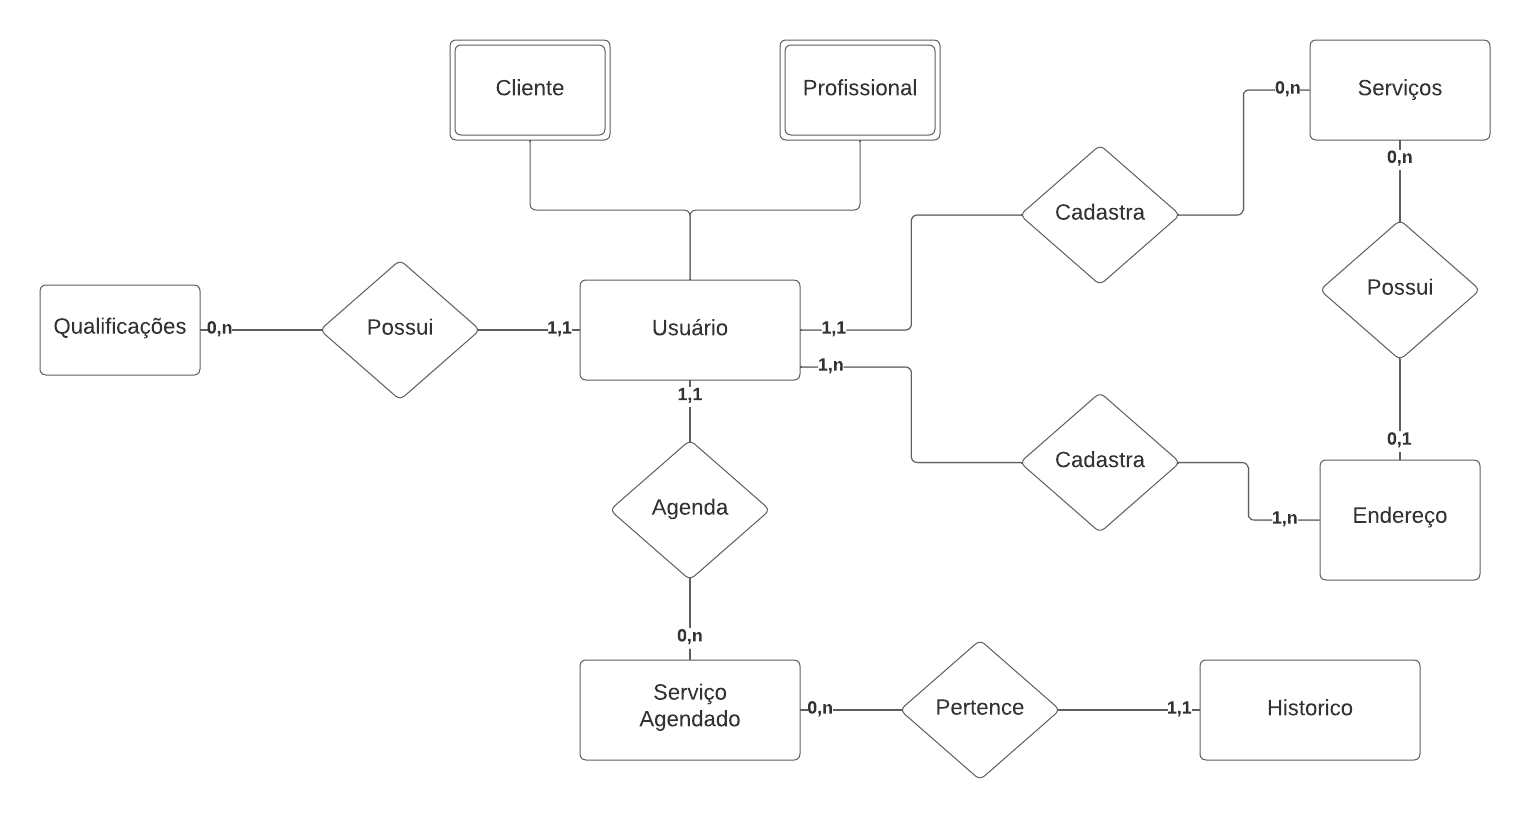 Cliente
Profissional
0,n
Serviços
0,n
Cadastra
Possui
Qualificações
0,n
Possui
1,1
Usuário
1,1
1,n
1,1
0,1
Cadastra
Agenda
1,n
Endereço
0,n
Serviço
Agendado
0,n
Pertence
1,1
Historico